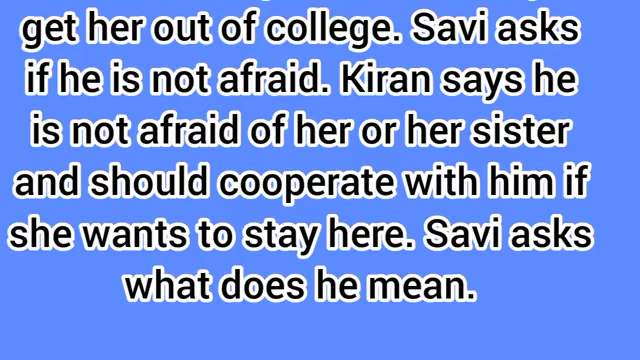 get her out of college. Savi asks
if he is not afraid. Kiran says he
is not afraid of her or her sister
and should cooperate with him if
she wants to stay here. Savi asks
what does he mean.